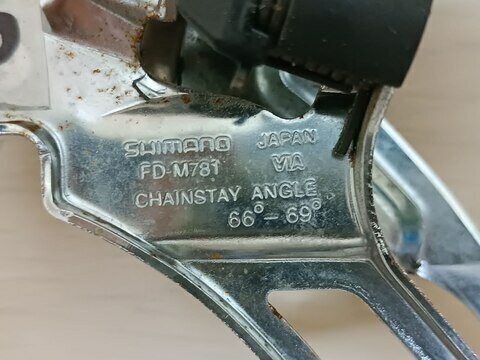 SHIMANO JAPAN
FD-M781 VIA
CHAINSTAY ANGLE
66°-69°